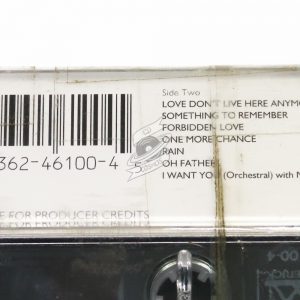 Side Two
LOVE DON'T LIVE HERE ANYMO
SOMETHING TO REMEMBER
FORBIDDEN LOVE
ONE MORE CHANCE
RAIN
OH FATHER
I WANT YOU (Orchestral) with M
362-46100-4
E FOR PRODUCER CREDITS